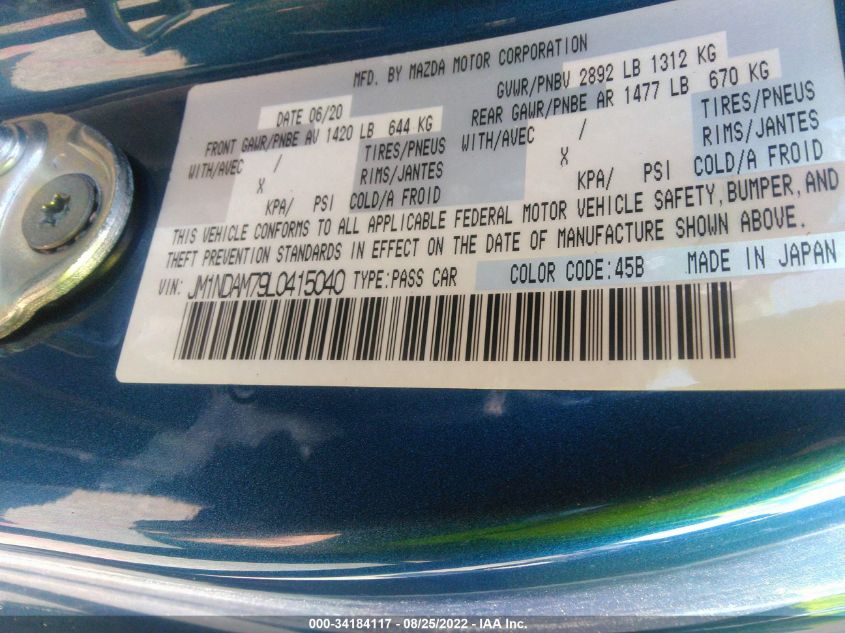 MFD. BY MAZDA MOTOR CORPORATION
DATE 06/20 GVWR/PNBV 2892 LB 1312 KG
FRONT GAWR/PNBE AV 1420 LB 644 KG REAR GAWR/PNBE AR 1477 LB 670 KG
WITH/AVEC / TIRES/PNEUS WITH/AVEC / TIRES/PNEUS
X RIMS/JANTES X RIMS/JANTES
KPA/ PSI COLD/A FROID KPA/ PSI COLD/A FROID
THIS VEHICLE CONFORMS TO ALL APPLICABLE FEDERAL MOTOR VEHICLE SAFETY, BUMPER, AND
THEFT PREVENTION STANDARDS IN EFFECT ON THE DATE OF MANUFACTURE SHOWN ABOVE.
VIN: JM1NDAM79L0415040 TYPE:PASS CAR COLOR CODE:45B MADE IN JAPAN
000-34184117 - 08/25/2022 - IAA Inc.